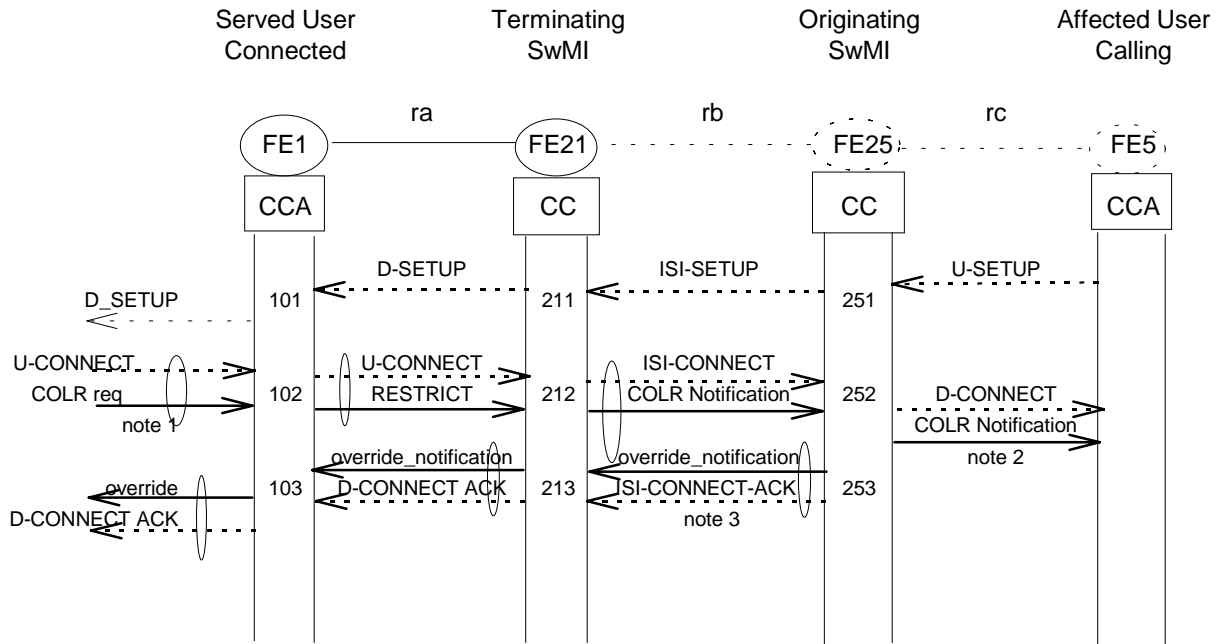 Served User
Connected
Terminating
SwMI
Originating
SwMI
Affected User
Calling
ra
rb
rc
FE1
FE21
FE25
FE5
CCA
CC
CC
CCA
D-SETUP
ISI-SETUP
U-SETUP
101
211
251
D_SETUP
U-CONNECT
U-CONNECT
ISI-CONNECT
COLR req
102
RESTRICT
212
COLR Notification
252
D-CONNECT
note 1
COLR Notification
note 2
override_notification
override_notification
override
103
D-CONNECT ACK
213
ISI-CONNECT-ACK
253
D-CONNECT ACK
note 3